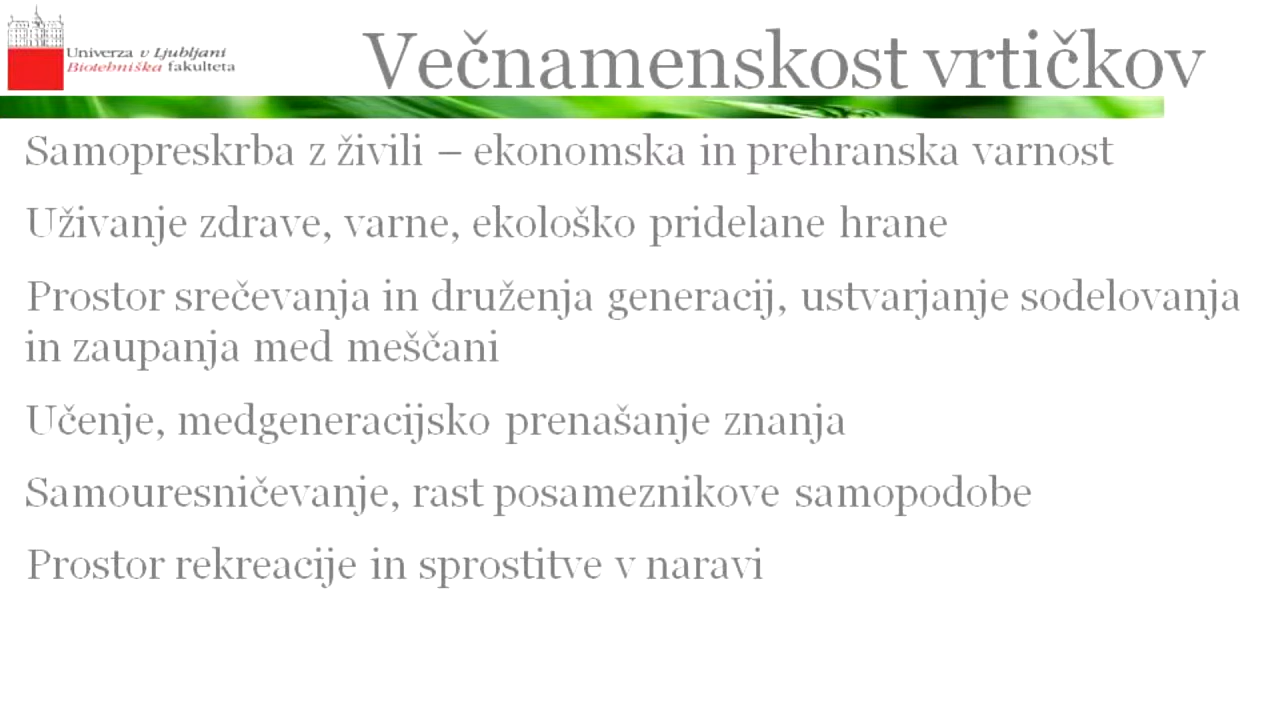 Univerza v Ljubljani
Biotehniška fakulteta
Večnamenskost vrtičkov
Samopreskrba z živili – ekonomska in prehranska varnost
Uživanje zdrave, varne, ekološko pridelane hrane
Prostor srečevanja in druženja generacij, ustvarjanje sodelovanja
in zaupanja med meščani
Učenje, medgeneracijsko prenašanje znanja
Samouresničevanje, rast posameznikove samopodobe
Prostor rekreacije in sprostitve v naravi